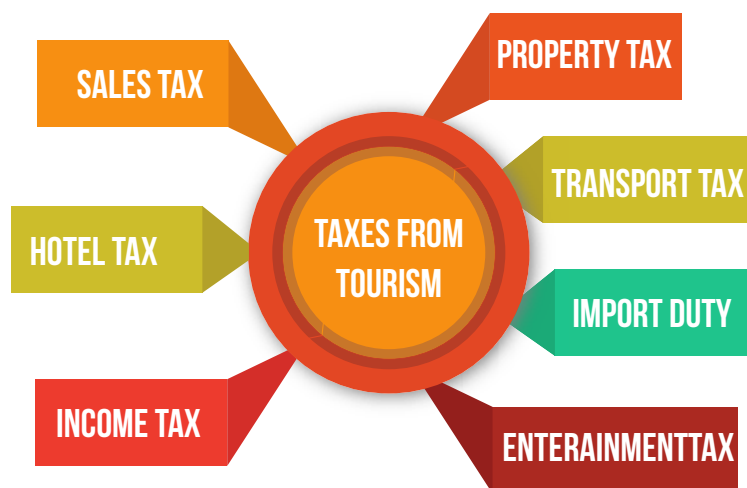 SALES TAX
PROPERTY TAX
TRANSPORT TAX
HOTEL TAX
TAXES FROM
TOURISM
IMPORT DUTY
INCOME TAX
ENTERAINMENTTAX